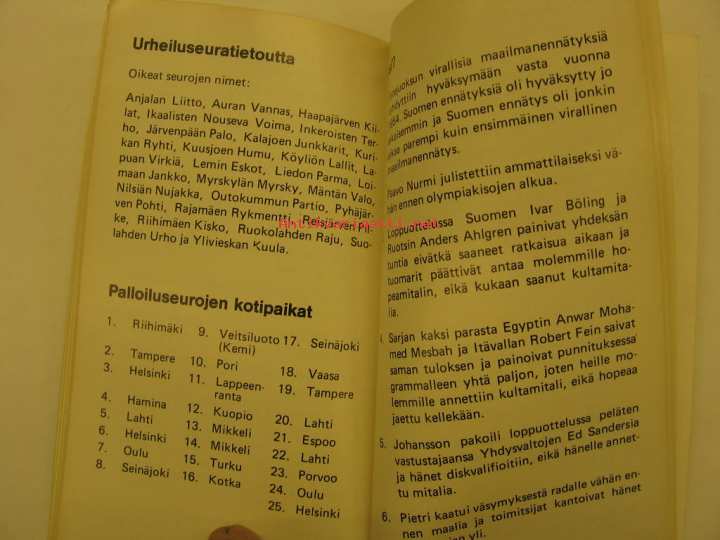 Urheiluseuratietoutta
Oikeat seurojen nimet:
Anjalan Liitto, Auran Vannas, Haapajärven Kil-
lat, Ikaalisten Nouseva Voima, Inkeroisten Ter-
ho, Järvenpään Palo, Kalajoen Junkkarit, Kuri-
kan Ryhti, Kuusjoen Humu, Köyliön Lallit, La-
puan Virkiä, Lemin Eskot, Liedon Parma, Loi-
maan Jankko, Myrskylän Myrsky, Mäntän Valo,
Nilsiän Nujakka, Outokummun Partio, Pyhäjär-
ven Pohti, Rajamäen Rykmentti, Reisjärven Pil-
ke, Riihimäen Kisko, Ruokolahden Raju, Suo-
lahden Urho ja Ylivieskan Kuula.
Palloiluseurojen kotipaikat
1. Riihimäki
2. Tampere
3. Helsinki
4. Hamina
5. Lahti
6. Helsinki
7. Oulu
8. Seinäjoki
9. Veitsiluoto
(Kemi)
10. Pori
11. Lappeen-
ranta
12. Kuopio
13. Mikkeli
14. Mikkeli
15. Turku
16. Kotka
17. Seinäjoki
18. Vaasa
19. Tampere
20. Lahti
21. Espoo
22. Lahti
23. Porvoo
24. Oulu
25. Helsinki
virallisia maailmanennätyksiä
hyväksymään vasta vuonna
Suomen ennätyksiä oli hyväksytty jo
ja Suomen ennätys oli jonkin
parempi kuin ensimmäinen virallinen
Nurmi julistettiin ammattilaiseksi vä-
hän ennen olympiakisojen alkua.
Loppuottelussa Suomen Ivar Böling ja
Ruotsin Anders Ahlgren painivat yhdeksän
tuntia eivätkä saaneet ratkaisua aikaan ja
tuomarit päättivät antaa molemmille ho-
peamitalin, eikä kukaan saanut kultamita-
lia.
Sarjan kaksi parasta Egyptin Anwar Moha-
med Mesbah ja Itävallan Robert Fein saivat
saman tuloksen ja painoivat punnituksessa
grammalleen yhtä paljon, joten heille mo-
lemmille annettiin kultamitali, eikä hopeaa
jaettu kellekään.
5. Johansson pakoili loppuottelussa peläten
vastustajaansa Yhdysvaltojen Ed Sandersia
ja hänet diskvalifioitiin, eikä hänelle annet-
tu mitalia.
6. Pietri kaatui väsymyksestä radalle vähän en-
nen maalia ja toimitsijat kantoivat hänet
yli.